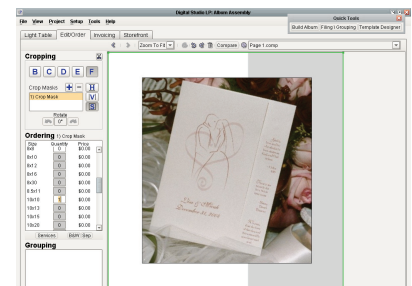 Digital Studio LP: Album Assembly
File View Project Setup Tools Help
Quick Tools
Build Album Filing / Grouping Template Designer
Light Table Edit/Order Invoicing Storefront
Zoom To Fit Compare Page 1.comp
Cropping
B C D E F
Crop Masks H
1) Crop Mask V
S
Rotate
0°
Ordering 1) Crop Mask
Size Quantity Price
8x8 0 $0.00
8x10 0 $0.00
8x12 0 $0.00
8x16 0 $0.00
8x30 0 $0.00
8.5x11 0 $0.00
10x10 1 $0.00
10x13 0 $0.00
10x15 0 $0.00
10x20 0 $0.00
Services B&W Sep
Grouping